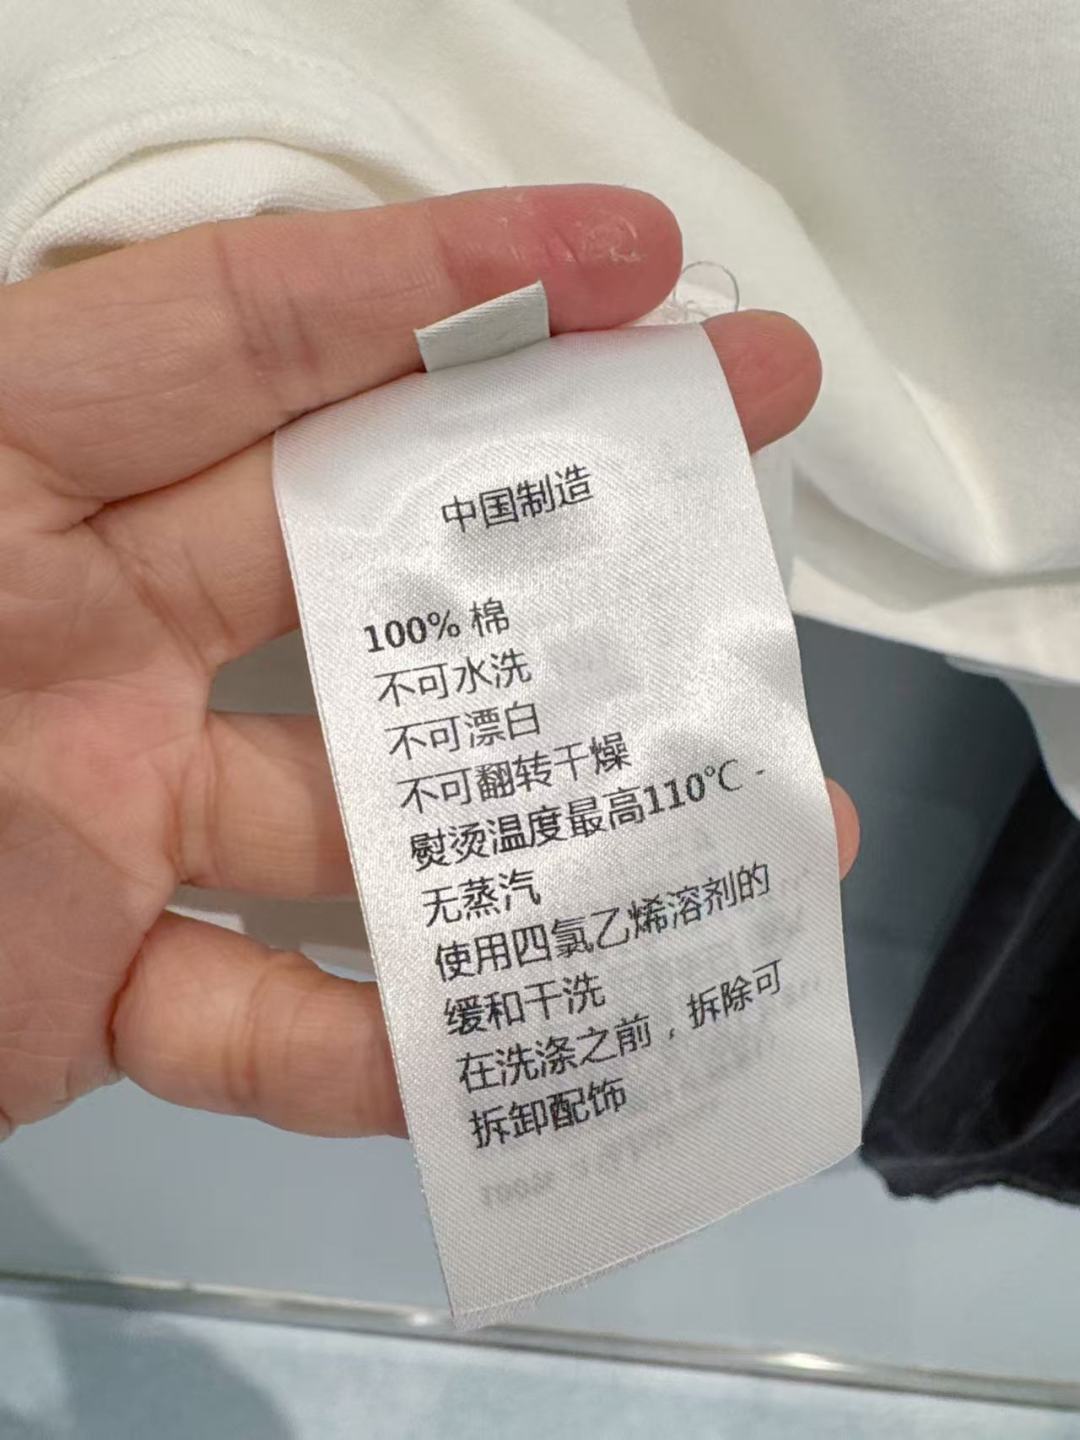 中国制造
100% 棉
不可水洗
不可漂白
不可翻转干燥
熨烫温度最高110℃ -
无蒸汽
使用四氯乙烯溶剂的
缓和干洗
在洗涤之前，拆除可
拆卸配饰